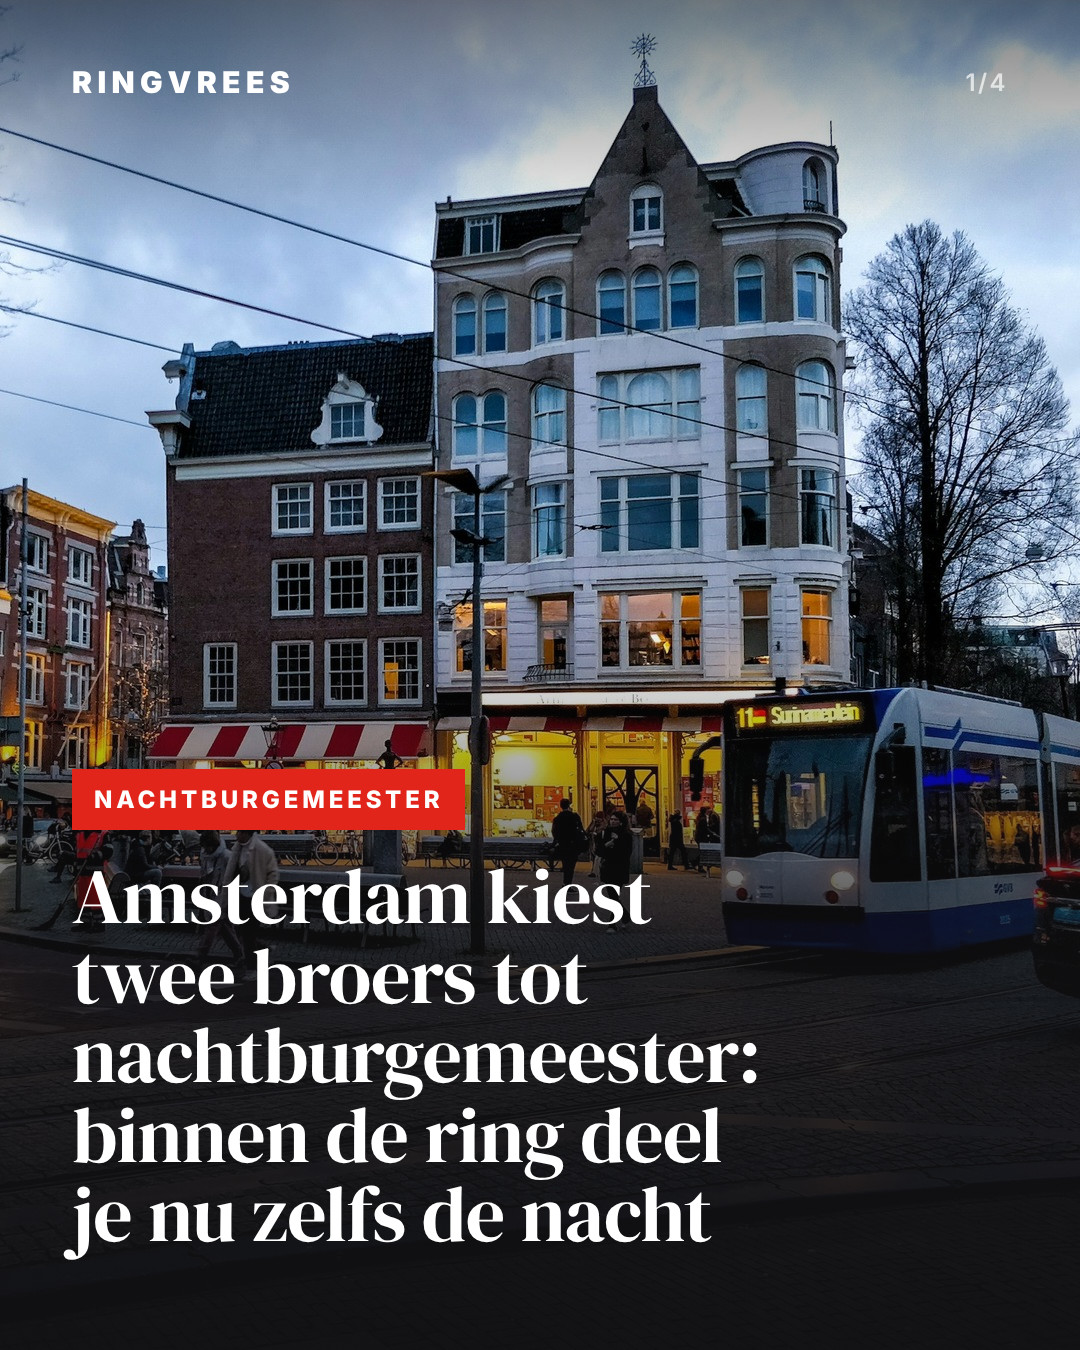 RINGVREES
1/4
11 Surinameplein
NACHTBURGEMEESTER
Amsterdam kiest
twee broers tot
nachtburgemeester:
binnen de ring deel
je nu zelfs de nacht